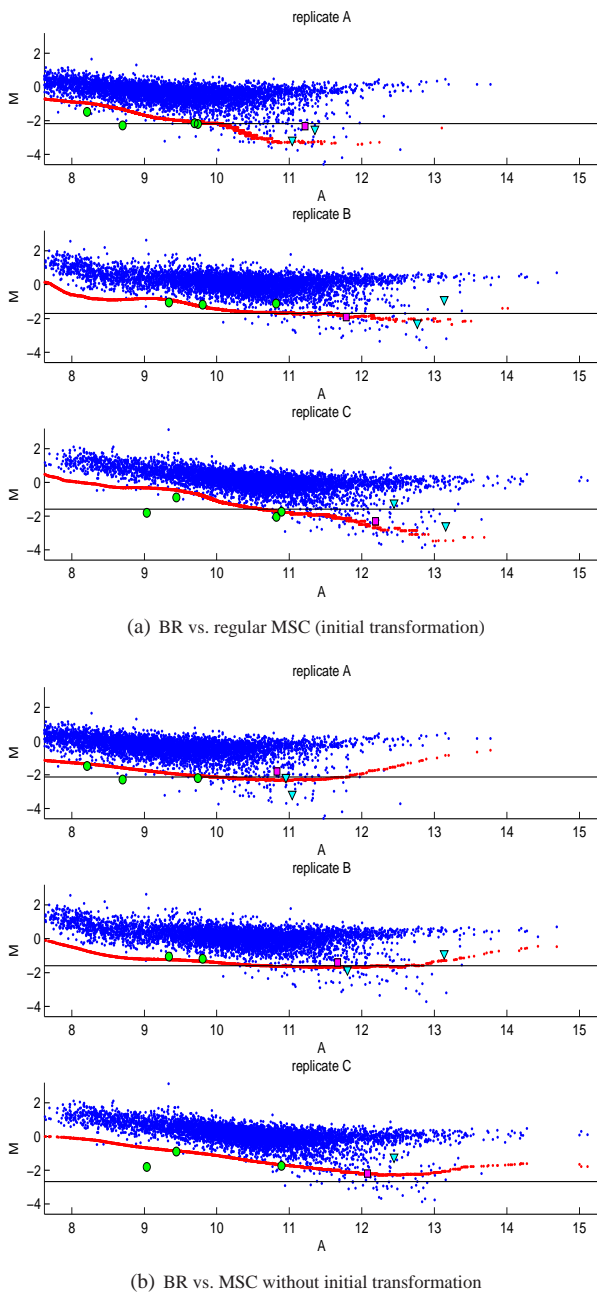 replicate A
2
0
M
−2
−4
8 9 10 11 12 13 14 15
A
replicate B
2
0
M
−2
−4
8 9 10 11 12 13 14 15
A
replicate C
2
0
M
−2
−4
8 9 10 11 12 13 14 15
A
(a) BR vs. regular MSC (initial transformation)
replicate A
2
0
M
−2
−4
8 9 10 11 12 13 14 15
A
replicate B
2
0
M
−2
−4
8 9 10 11 12 13 14 15
A
replicate C
2
0
M
−2
−4
8 9 10 11 12 13 14 15
A
(b) BR vs. MSC without initial transformation